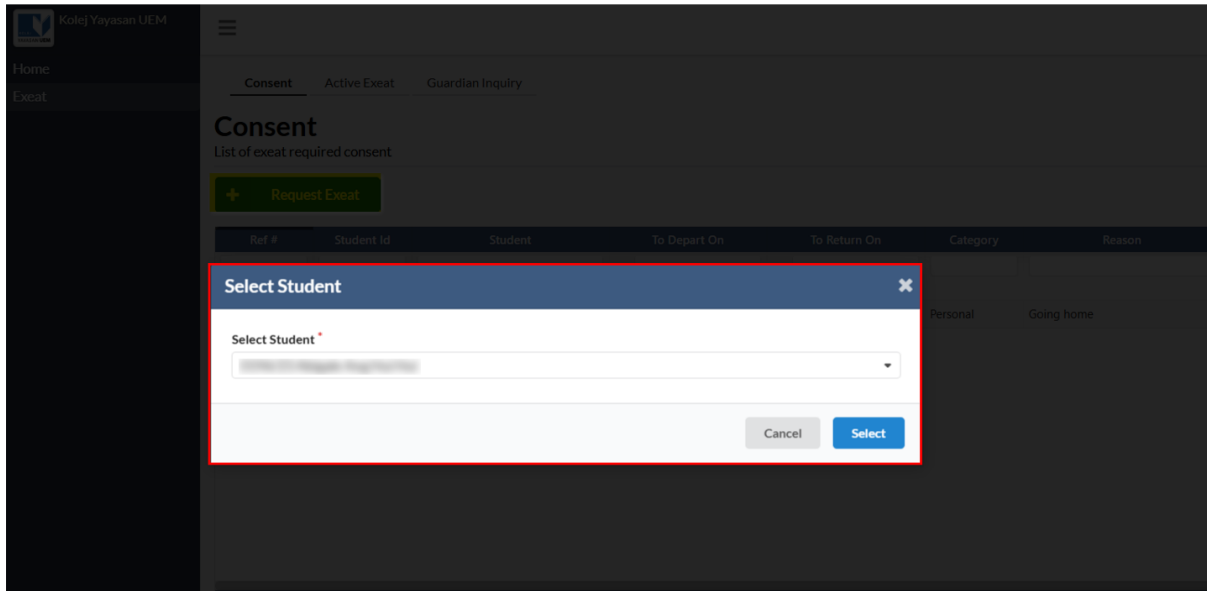 Kolej Yayasan UEM
Home
Exeat
Consent Active Exeat Guardian Inquiry
Consent
List of exeat required consent
+ Request Exeat
Ref # Student Id Student To Depart On To Return On Category Reason
Select Student
Personal Going home
Select Student *
Cancel Select